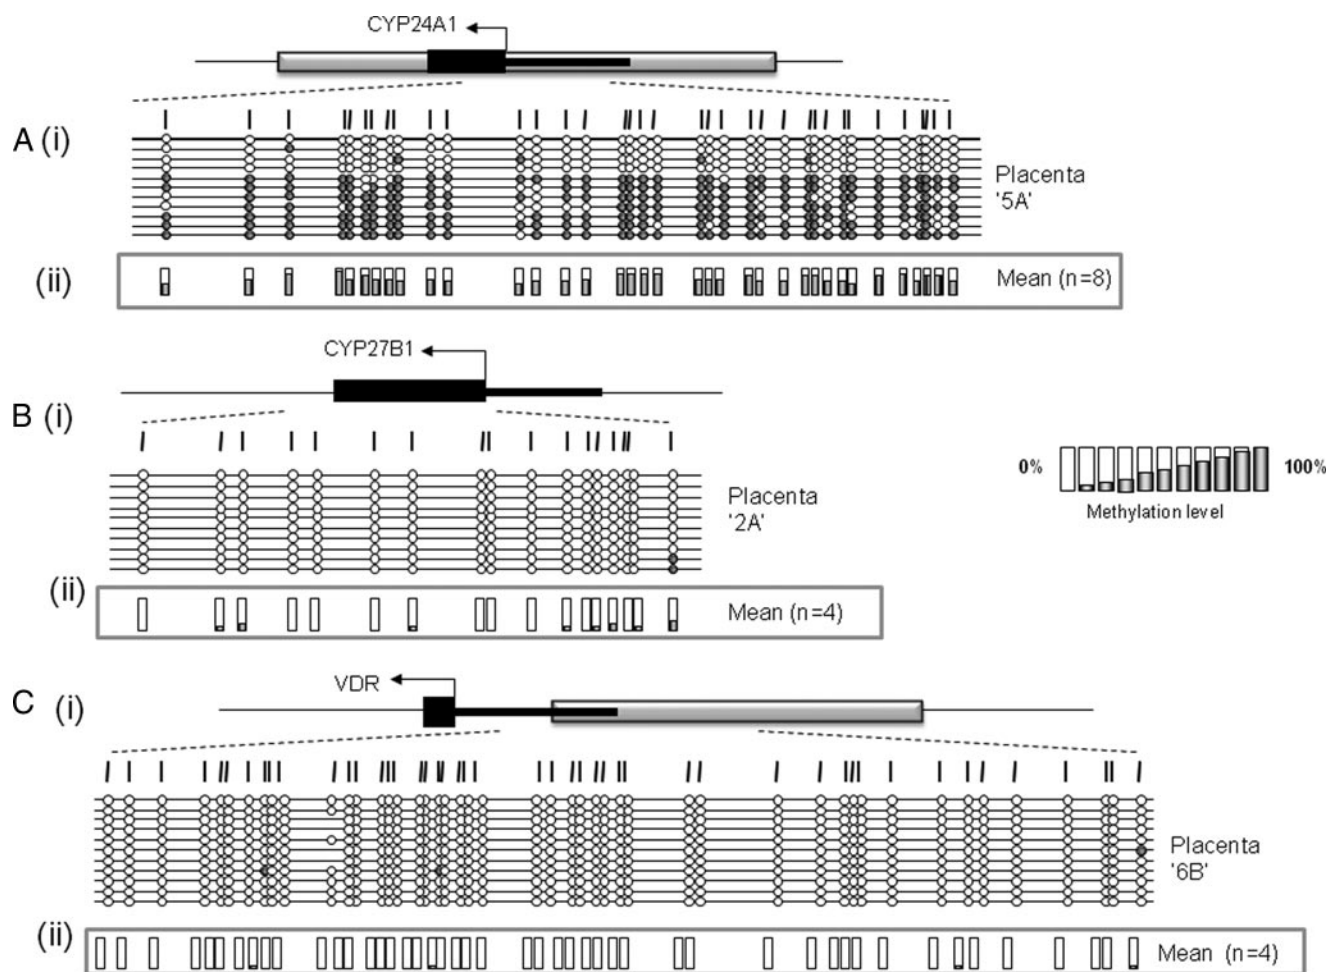 CYP24A1
A (i)
Placenta
'5A'
(ii)
Mean (n=8)
CYP27B1
B (i)
Placenta
'2A'
0%
100%
Methylation level
(ii)
Mean (n=4)
VDR
C (i)
Placenta
'6B'
(ii)
Mean (n=4)